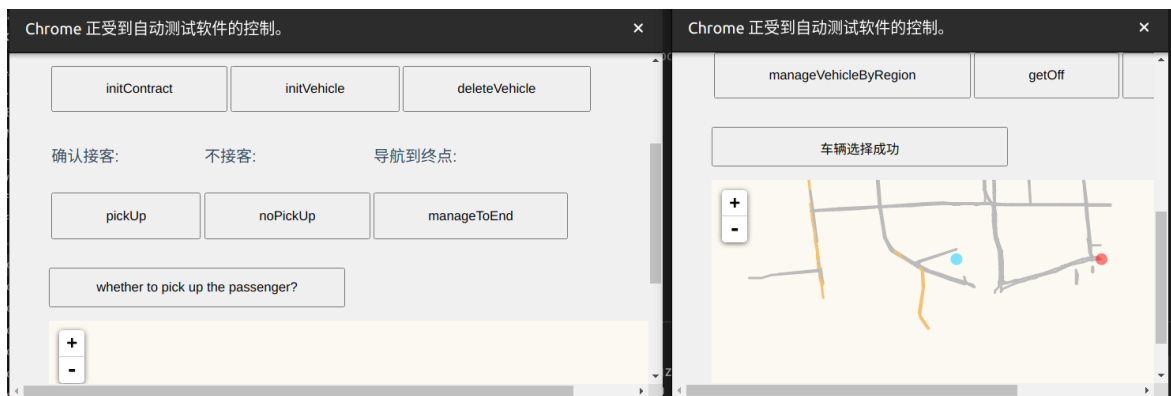 Chrome 正受到自动测试软件的控制。 ×
initContract initVehicle deleteVehicle
确认接客: 不接客: 导航到终点:
pickUp noPickUp manageToEnd
whether to pick up the passenger?
+
-
Chrome 正受到自动测试软件的控制。 ×
manageVehicleByRegion getOff
车辆选择成功
+
-